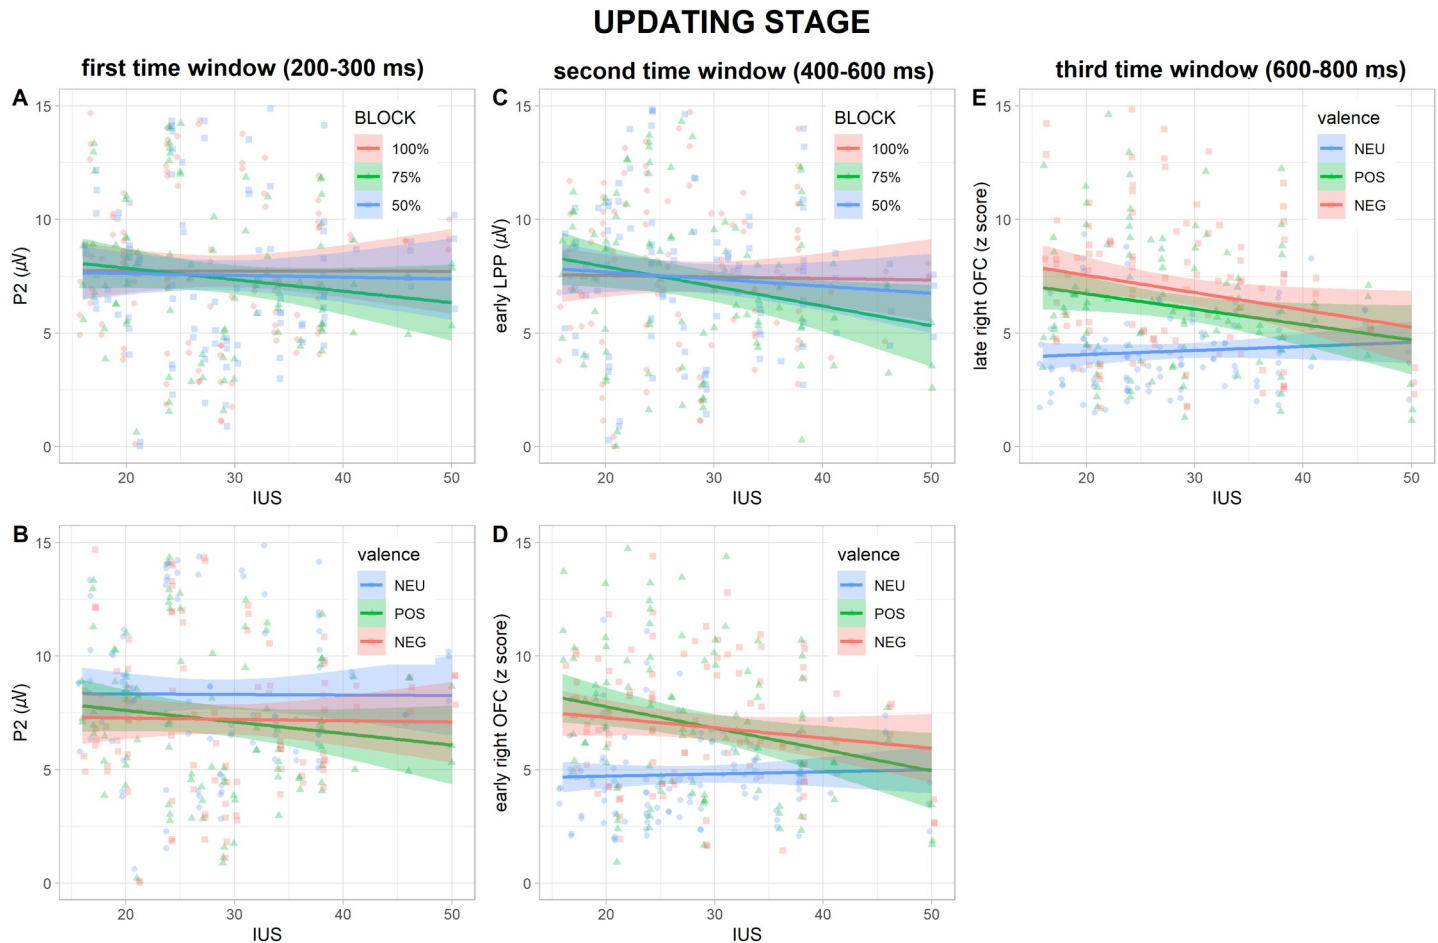 UPDATING STAGE
first time window (200-300 ms)
second time window (400-600 ms)
third time window (600-800 ms)
A
15
10
5
0
P2 (μV)
20 30 40 50
IUS
BLOCK
100%
75%
50%
C
15
10
5
0
early LPP (μV)
20 30 40 50
IUS
BLOCK
100%
75%
50%
E
15
10
5
0
late right OFC (z score)
20 30 40 50
IUS
valence
NEU
POS
NEG
B
15
10
5
0
P2 (μV)
20 30 40 50
IUS
valence
NEU
POS
NEG
D
15
10
5
0
early right OFC (z score)
20 30 40 50
IUS
valence
NEU
POS
NEG